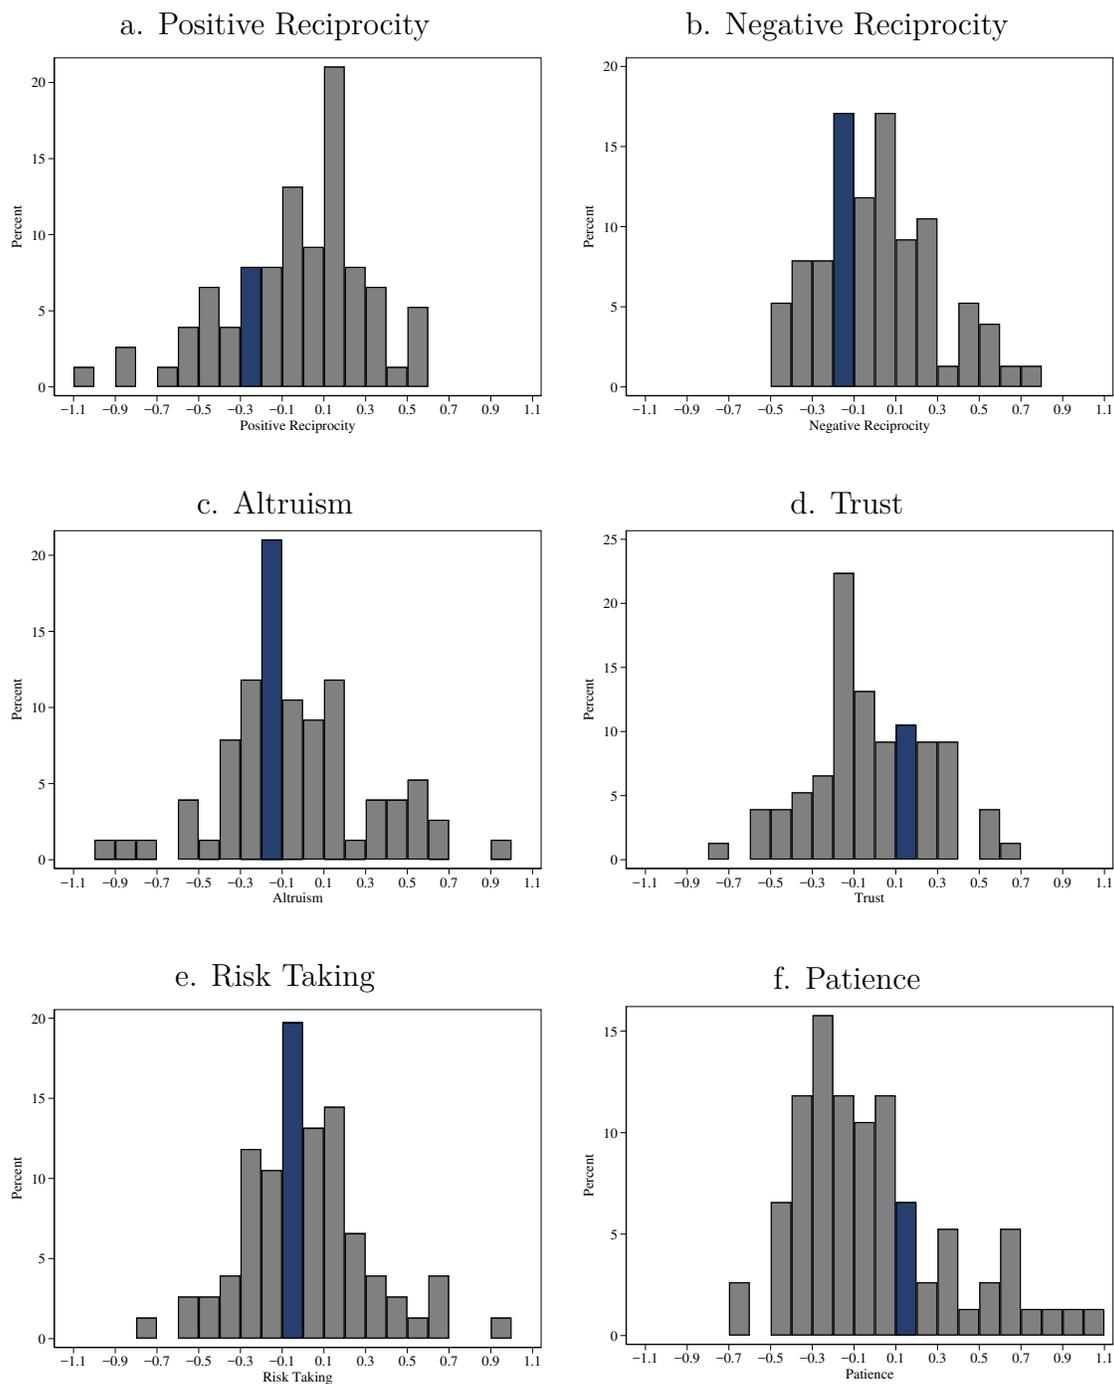 a. Positive Reciprocity
Percent
20
15
10
5
0
−1.1 −0.9 −0.7 −0.5 −0.3 −0.1 0.1 0.3 0.5 0.7 0.9 1.1
Positive Reciprocity
b. Negative Reciprocity
Percent
20
15
10
5
0
−1.1 −0.9 −0.7 −0.5 −0.3 −0.1 0.1 0.3 0.5 0.7 0.9 1.1
Negative Reciprocity
c. Altruism
Percent
20
15
10
5
0
−1.1 −0.9 −0.7 −0.5 −0.3 −0.1 0.1 0.3 0.5 0.7 0.9 1.1
Altruism
d. Trust
Percent
25
20
15
10
5
0
−1.1 −0.9 −0.7 −0.5 −0.3 −0.1 0.1 0.3 0.5 0.7 0.9 1.1
Trust
e. Risk Taking
Percent
20
15
10
5
0
−1.1 −0.9 −0.7 −0.5 −0.3 −0.1 0.1 0.3 0.5 0.7 0.9 1.1
Risk Taking
f. Patience
Percent
15
10
5
0
−1.1 −0.9 −0.7 −0.5 −0.3 −0.1 0.1 0.3 0.5 0.7 0.9 1.1
Patience